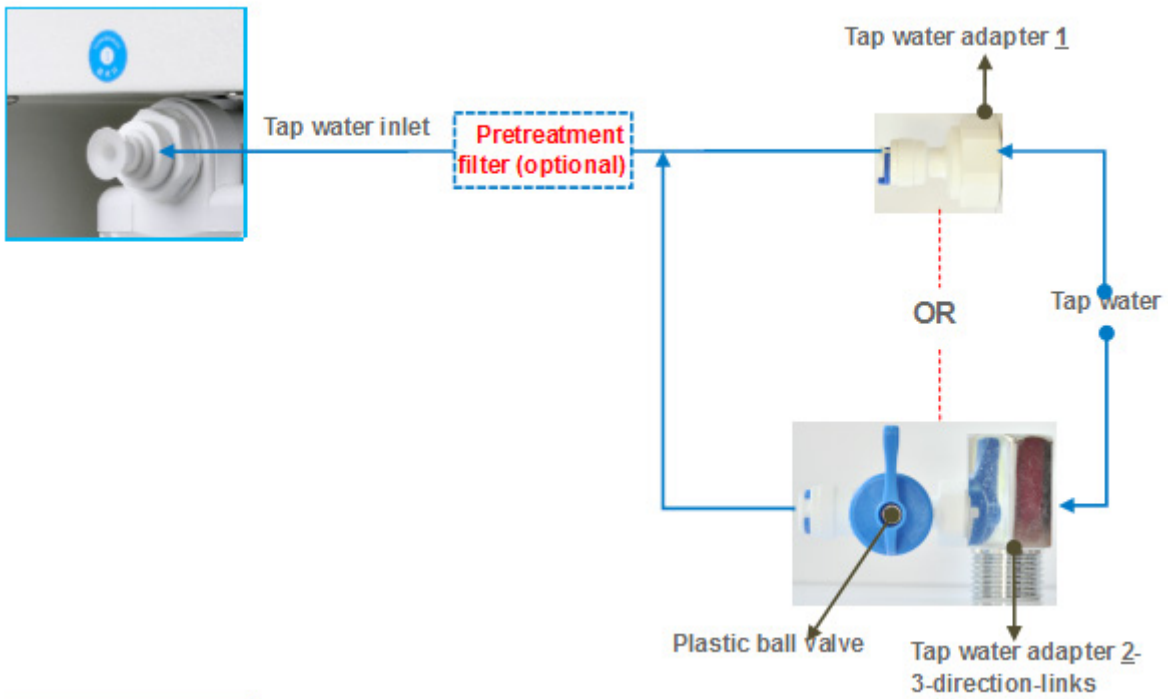 Tap water adapter 1
Tap water inlet
Pretreatment
filter (optional)
OR
Tap water
Plastic ball valve
Tap water adapter 2-
3-direction-links